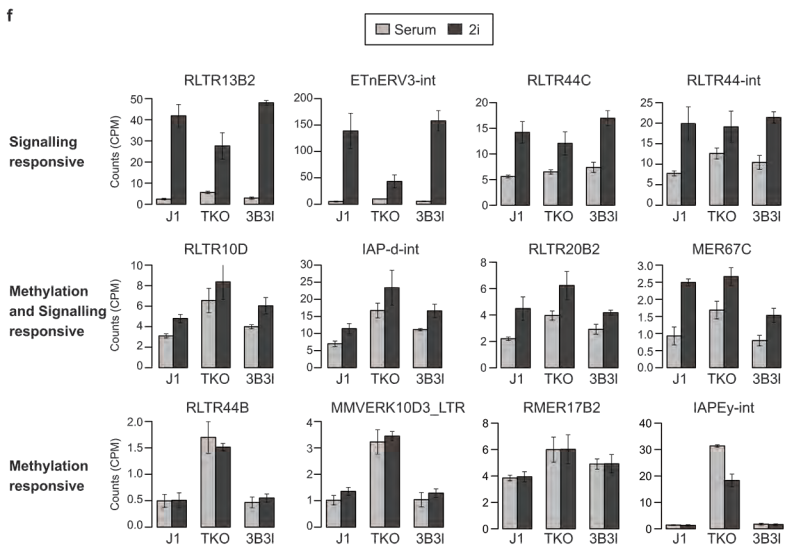 f
Serum 2i
Signalling
responsive
RLTR13B2
Counts (CPM)
50
40
30
20
10
0
J1 TKO 3B3l
ETnERV3-int
200
150
100
50
0
J1 TKO 3B3l
RLTR44C
20
15
10
5
0
J1 TKO 3B3l
RLTR44-int
25
20
15
10
5
0
J1 TKO 3B3l
Methylation
and Signalling
responsive
RLTR10D
Counts (CPM)
10
8
6
4
2
0
J1 TKO 3B3l
IAP-d-int
30
25
20
15
10
5
0
J1 TKO 3B3l
RLTR20B2
8
6
4
2
0
J1 TKO 3B3l
MER67C
3.0
2.5
2.0
1.5
1.0
0.5
0.0
J1 TKO 3B3l
Methylation
responsive
RLTR44B
Counts (CPM)
2.0
1.5
1.0
0.5
0.0
J1 TKO 3B3l
MMVERK10D3_LTR
4
3
2
1
0
J1 TKO 3B3l
RMER17B2
8
6
4
2
0
J1 TKO 3B3l
IAPEy-int
40
30
20
10
0
J1 TKO 3B3l